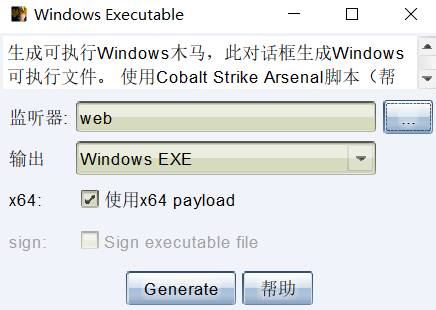 Windows Executable
生成可执行Windows木马，此对话框生成Windows
可执行文件。 使用Cobalt Strike Arsenal脚本（帮
监听器: web ...
输出 Windows EXE
x64: 使用x64 payload
sign: Sign executable file
Generate 帮助